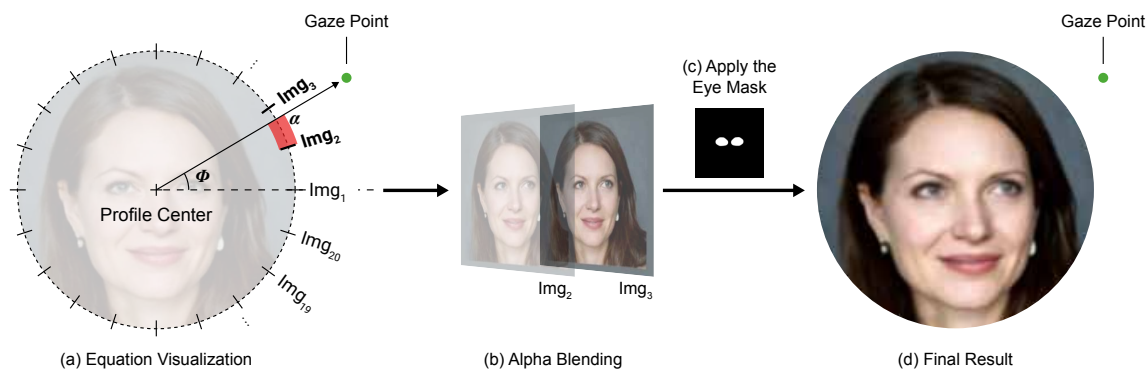 Gaze Point
Img3
α
Img2
Φ
Img1
Profile Center
Img20
Img19
(a) Equation Visualization
Img2
Img3
(b) Alpha Blending
(c) Apply the
Eye Mask
Gaze Point
(d) Final Result